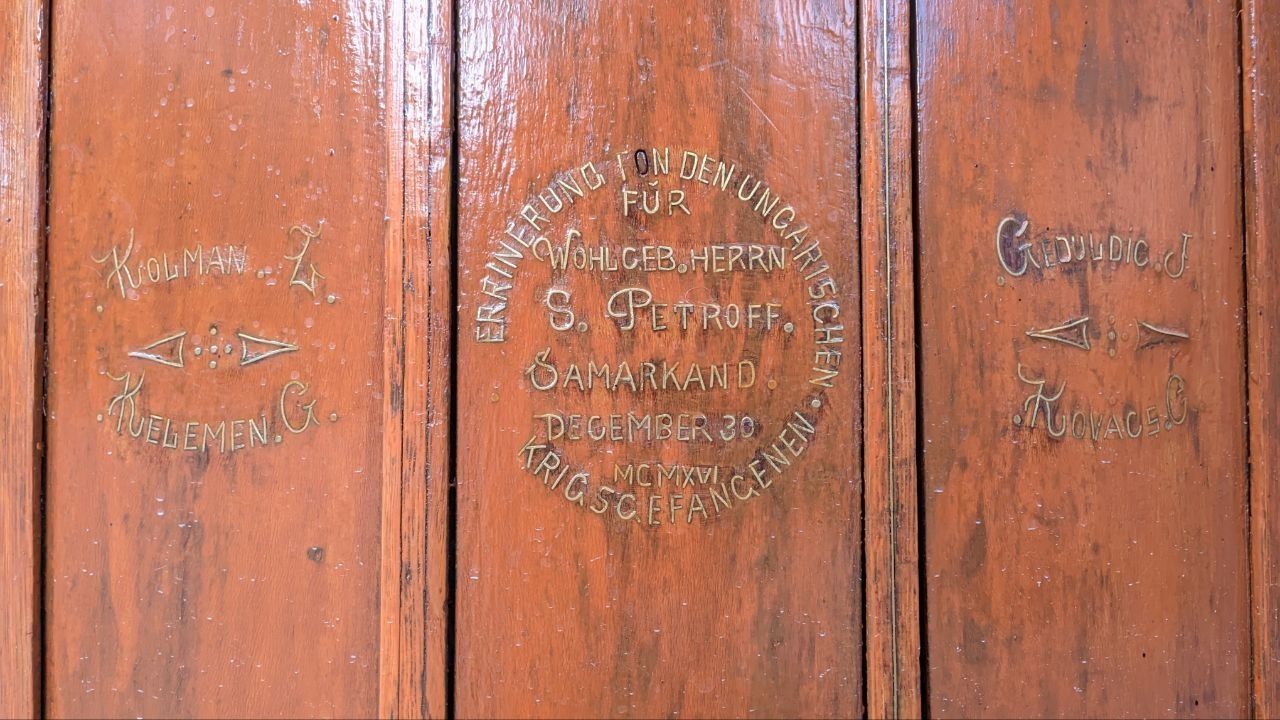 KOLMAN. Z.
KELEMEN. G.
ERRINERUNG FON DEN UNGARISCHEN.
KRIGSGEFANGENEN
FÜR
WOHLGEB. HERRN
S. PETROFF.
SAMARKAND.
DECEMBER 30
MCMXVI
GEDULDIG. J.
KOVACS. G.